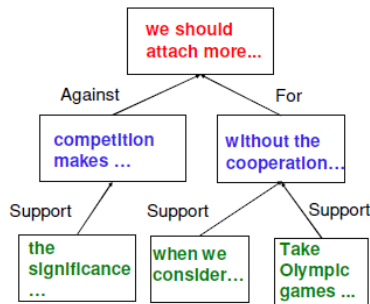 we should
attach more...
Against
For
competition
makes ...
without the
cooperation...
Support
Support
Support
the
significance
...
when we
consider...
Take
Olympic
games ...